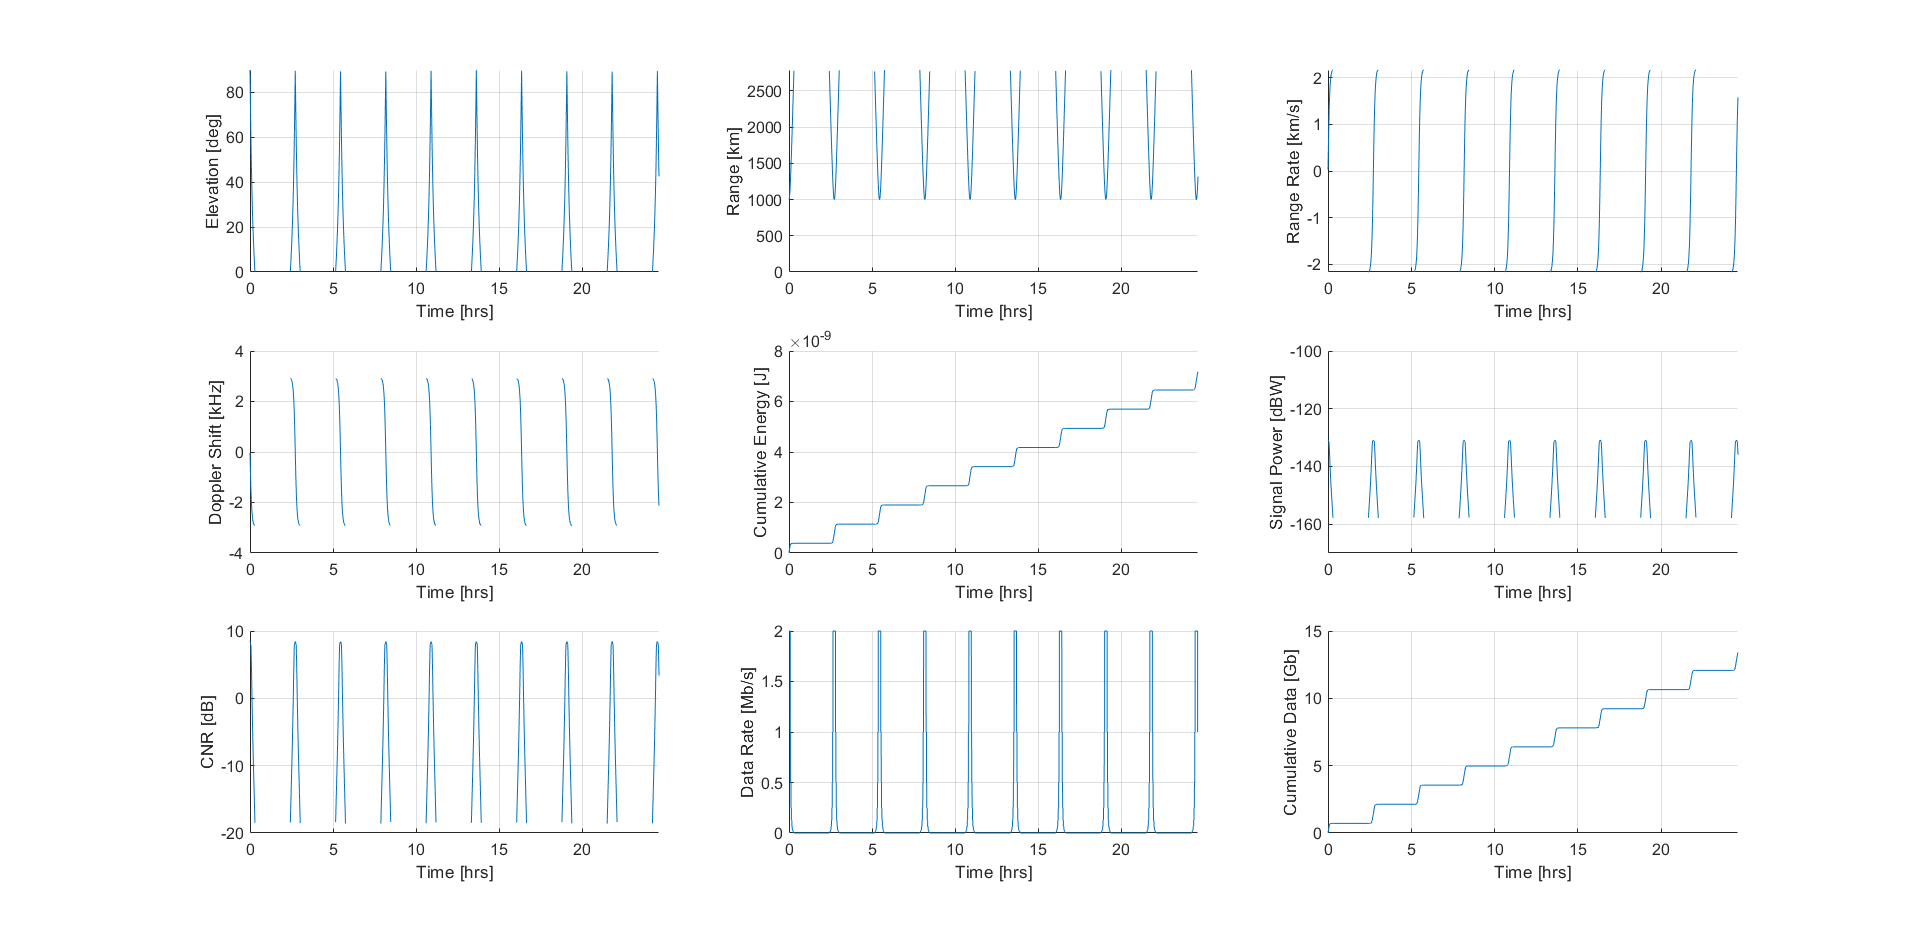 Elevation [deg]
80
60
40
20
0
0 5 10 15 20
Time [hrs]
Range [km]
2500
2000
1500
1000
500
0
0 5 10 15 20
Time [hrs]
Range Rate [km/s]
2
1
0
-1
-2
0 5 10 15 20
Time [hrs]
Doppler Shift [kHz]
4
2
0
-2
-4
0 5 10 15 20
Time [hrs]
×10⁻⁹
Cumulative Energy [J]
8
6
4
2
0
0 5 10 15 20
Time [hrs]
Signal Power [dBW]
-100
-120
-140
-160
0 5 10 15 20
Time [hrs]
CNR [dB]
10
0
-10
-20
0 5 10 15 20
Time [hrs]
Data Rate [Mb/s]
2
1.5
1
0.5
0
0 5 10 15 20
Time [hrs]
Cumulative Data [Gb]
15
10
5
0
0 5 10 15 20
Time [hrs]